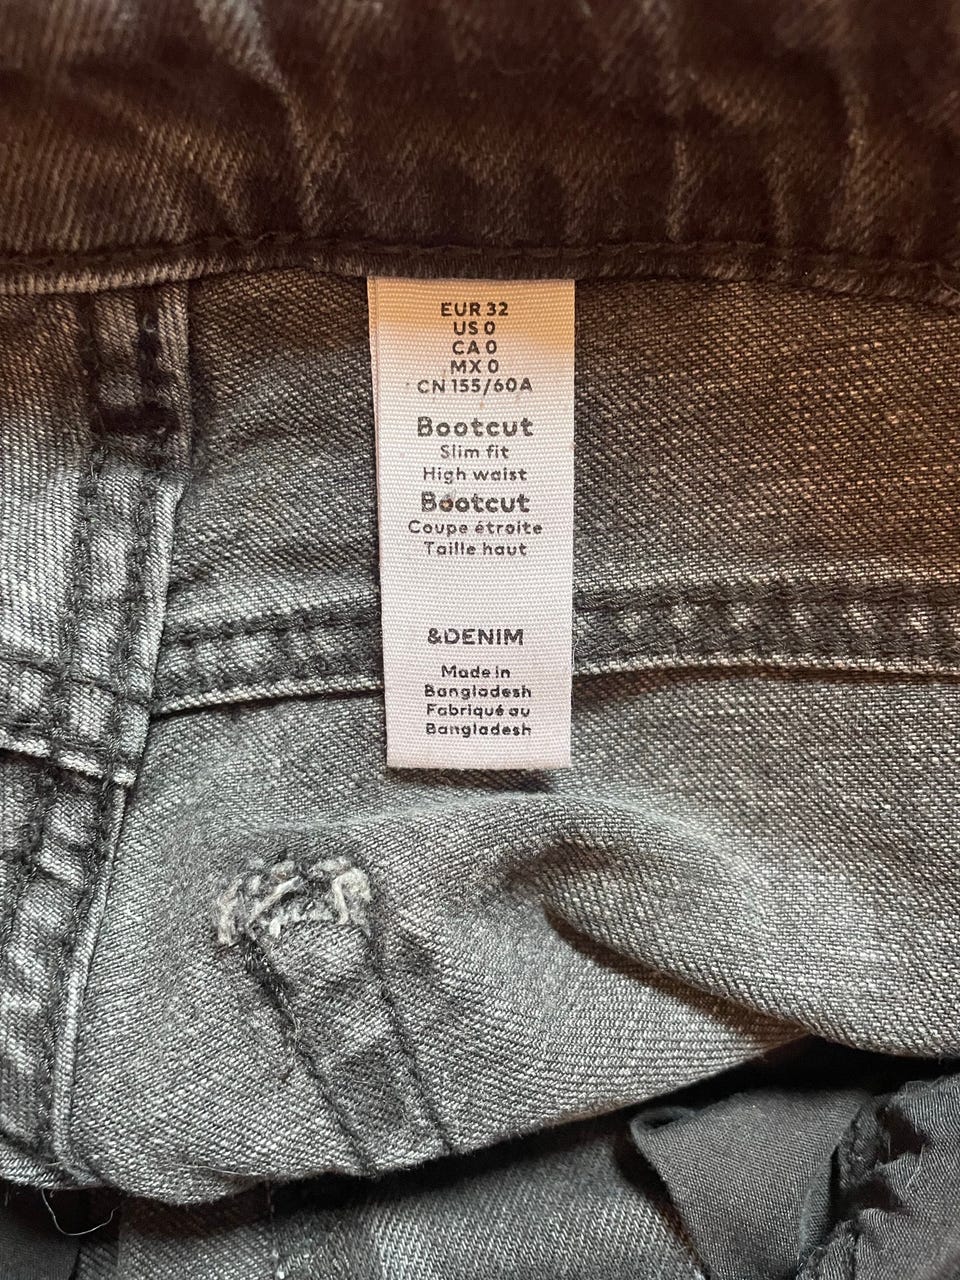 EUR 32
US 0
CA 0
MX 0
CN 155/60A
Bootcut
Slim fit
High waist
Bootcut
Coupe étroite
Taille haut
&DENIM
Made in
Bangladesh
Fabriqué au
Bangladesh